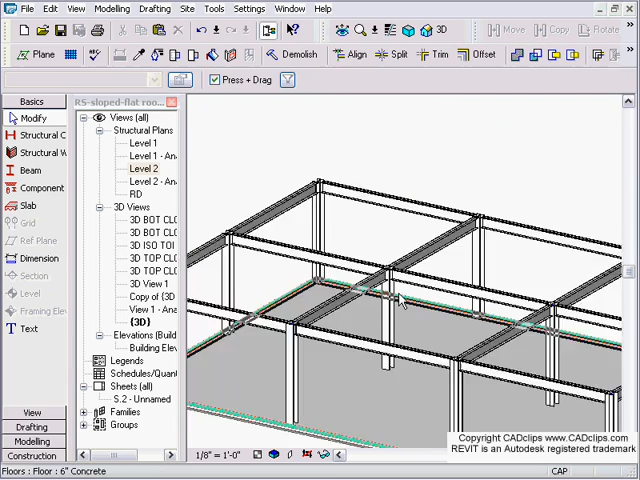 File Edit View Modelling Drafting Site Tools Settings Window Help
3D Move Copy Rotate
Plane Demolish Align Split Trim Offset
Press + Drag
Basics
Modify
Structural C
Structural W
Beam
Component
Slab
Grid
Ref Plane
Dimension
Section
Level
Framing Elev
Text
View
Drafting
Modelling
Construction
RS-sloped-flat roo...
Views (all)
Structural Plans
Level 1
Level 1 - Ana
Level 2
Level 2 - Ana
RD
3D Views
3D BOT CLO
3D BOT CLO
3D ISO TOI
3D TOP CLO
3D TOP CLO
3D View 1
Copy of {3D
View 1 - Ana
{3D}
Elevations (Build
Building Elev
Legends
Schedules/Quant
Sheets (all)
S.2 - Unnamed
Families
Groups
1/8" = 1'-0"
Copyright CADclips www.CADclips.com
REVIT is an Autodesk registered trademark
Floors : Floor : 6" Concrete
CAP